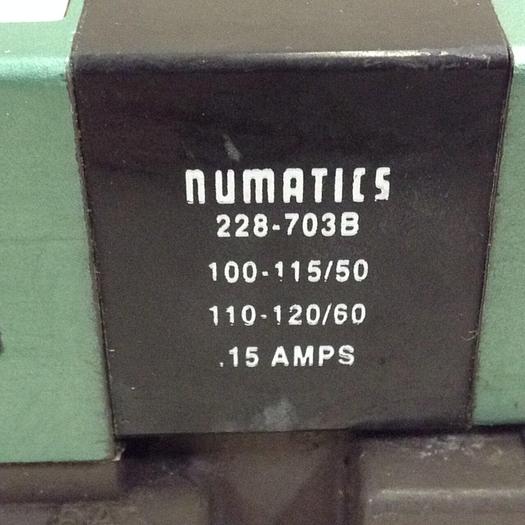 NUMATICS
228-703B
100-115/50
110-120/60
.15 AMPS